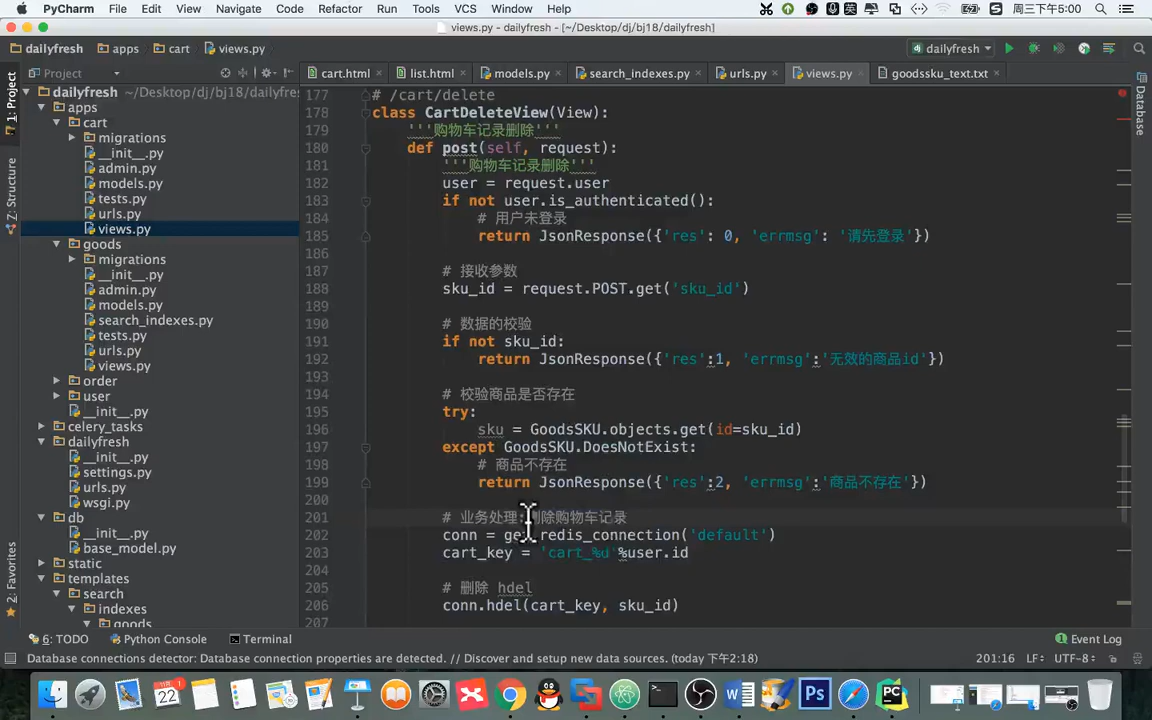 PyCharm File Edit View Navigate Code Refactor Run Tools VCS Window Help 周三下午5:00
views.py - dailyfresh - [~/Desktop/dj/bj18/dailyfresh]
dailyfresh apps cart views.py dailyfresh
Project cart.html list.html models.py search_indexes.py urls.py views.py goodssku_text.txt
1: Project
Z: Structure
2: Favorites
Database
dailyfresh ~/Desktop/dj/bj18/dailyfres
apps
cart
migrations
__init__.py
admin.py
models.py
tests.py
urls.py
views.py
goods
migrations
__init__.py
admin.py
models.py
search_indexes.py
tests.py
urls.py
views.py
order
user
__init__.py
celery_tasks
dailyfresh
__init__.py
settings.py
urls.py
wsgi.py
db
__init__.py
base_model.py
static
templates
search
indexes
goods
177 # /cart/delete
178 class CartDeleteView(View):
179 '''购物车记录删除'''
180 def post(self, request):
181 '''购物车记录删除'''
182 user = request.user
183 if not user.is_authenticated():
184 # 用户未登录
185 return JsonResponse({'res': 0, 'errmsg': '请先登录'})
186
187 # 接收参数
188 sku_id = request.POST.get('sku_id')
189
190 # 数据的校验
191 if not sku_id:
192 return JsonResponse({'res':1, 'errmsg':'无效的商品id'})
193
194 # 校验商品是否存在
195 try:
196 sku = GoodsSKU.objects.get(id=sku_id)
197 except GoodsSKU.DoesNotExist:
198 # 商品不存在
199 return JsonResponse({'res':2, 'errmsg':'商品不存在'})
200
201 # 业务处理:删除购物车记录
202 conn = get_redis_connection('default')
203 cart_key = 'cart_%d'%user.id
204
205 # 删除 hdel
206 conn.hdel(cart_key, sku_id)
207
6: TODO Python Console Terminal Event Log
Database connections detector: Database connection properties are detected. // Discover and setup new data sources. (today 下午2:18) 201:16 LF÷ UTF-8÷